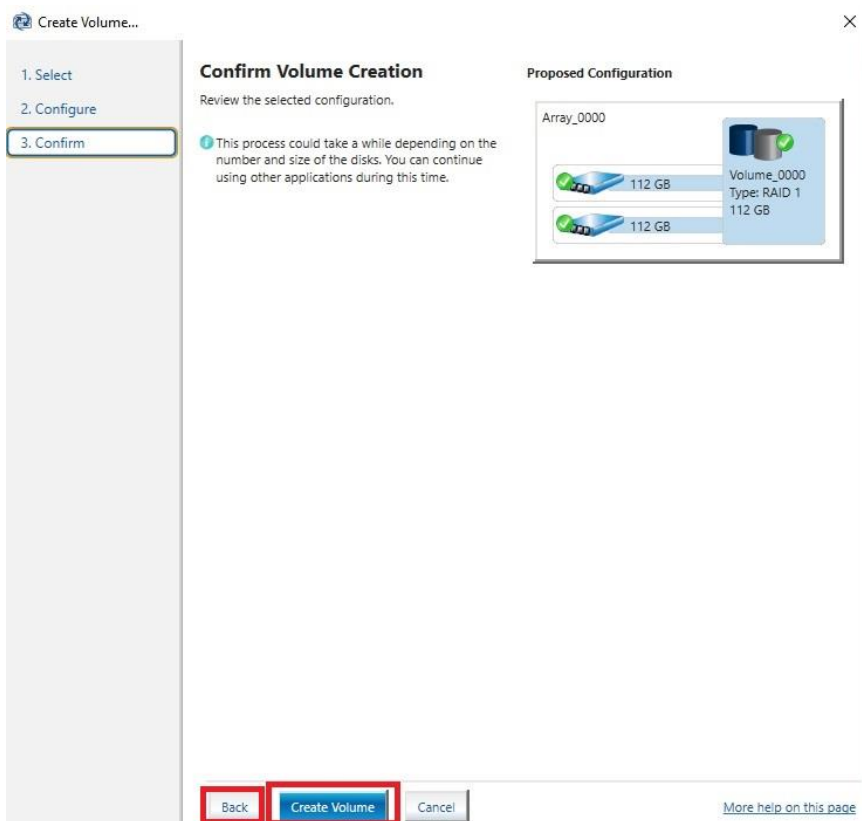 Create Volume...
1. Select
2. Configure
3. Confirm
Confirm Volume Creation
Review the selected configuration.
This process could take a while depending on the
number and size of the disks. You can continue
using other applications during this time.
Proposed Configuration
Array_0000
112 GB
112 GB
Volume_0000
Type: RAID 1
112 GB
Back
Create Volume
Cancel
More help on this page